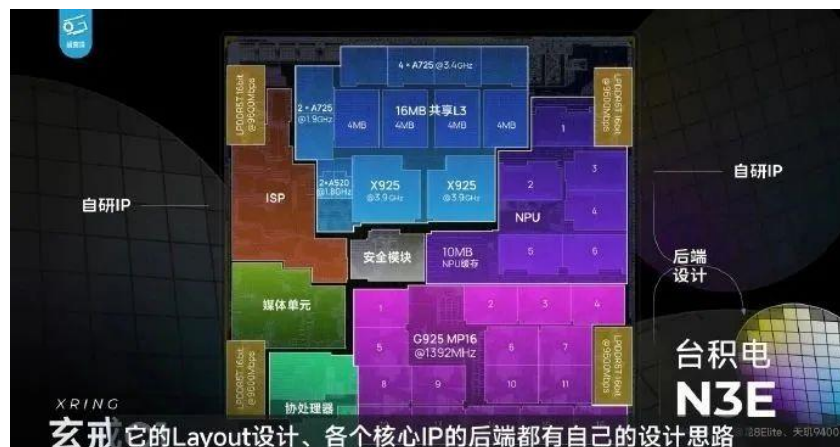 4×A725 @3.4GHz
LPDDR5T 16bit
@9600Mbps
2×A725
@1.9GHz
16MB 共享L3
4MB
4MB
4MB
4MB
LPDDR5T 16bit
@9600Mbps
1
2
3
4
5
6
NPU
10MB
NPU缓存
自研IP
ISP
2×A520
@1.8GHz
X925
@3.9GHz
X925
@3.9GHz
自研IP
安全模块
后端
设计
媒体单元
1
2
3
4
G925 MP16
@1392MHz
5
6
7
8
9
10
11
LPDDR5T 16bit
@9600Mbps
LPDDR5T 16bit
@9600Mbps
协处理器
台积电
N3E
XRING
玄戒
它的Layout设计、各个核心IP的后端都有自己的设计思路